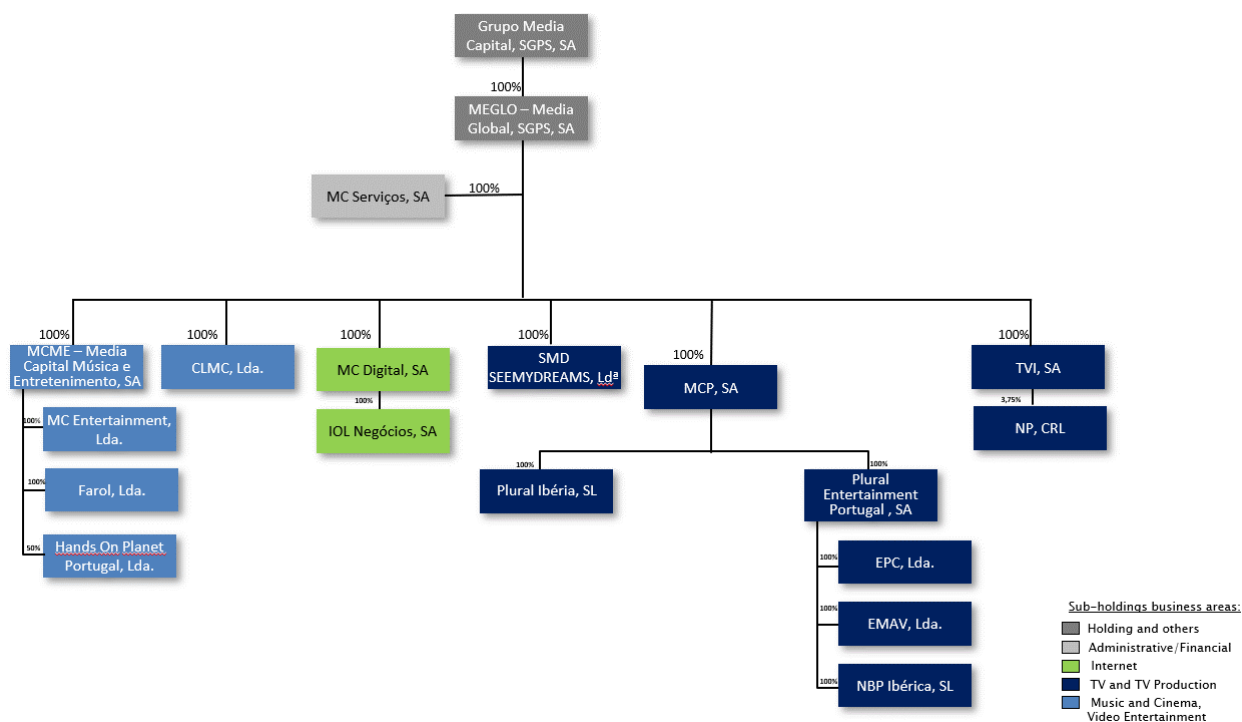 Grupo Media
Capital, SGPS, SA
100%
MEGLO – Media
Global, SGPS, SA
MC Serviços, SA
100%
100%
MCME – Media
Capital Música e
Entretenimento, SA
100%
CLMC, Lda.
100%
MC Digital, SA
100%
IOL Negócios, SA
100%
SMD
SEEMYDREAMS, Ldª
100%
MCP, SA
100%
TVI, SA
3,75%
NP, CRL
100%
MC Entertainment,
Lda.
100%
Farol, Lda.
50%
Hands On Planet
Portugal, Lda.
100%
Plural Ibéria, SL
100%
Plural
Entertainment
Portugal , SA
100%
EPC, Lda.
100%
EMAV, Lda.
100%
NBP Ibérica, SL
Sub-holdings business areas:
Holding and others
Administrative/Financial
Internet
TV and TV Production
Music and Cinema,
Video Entertainment